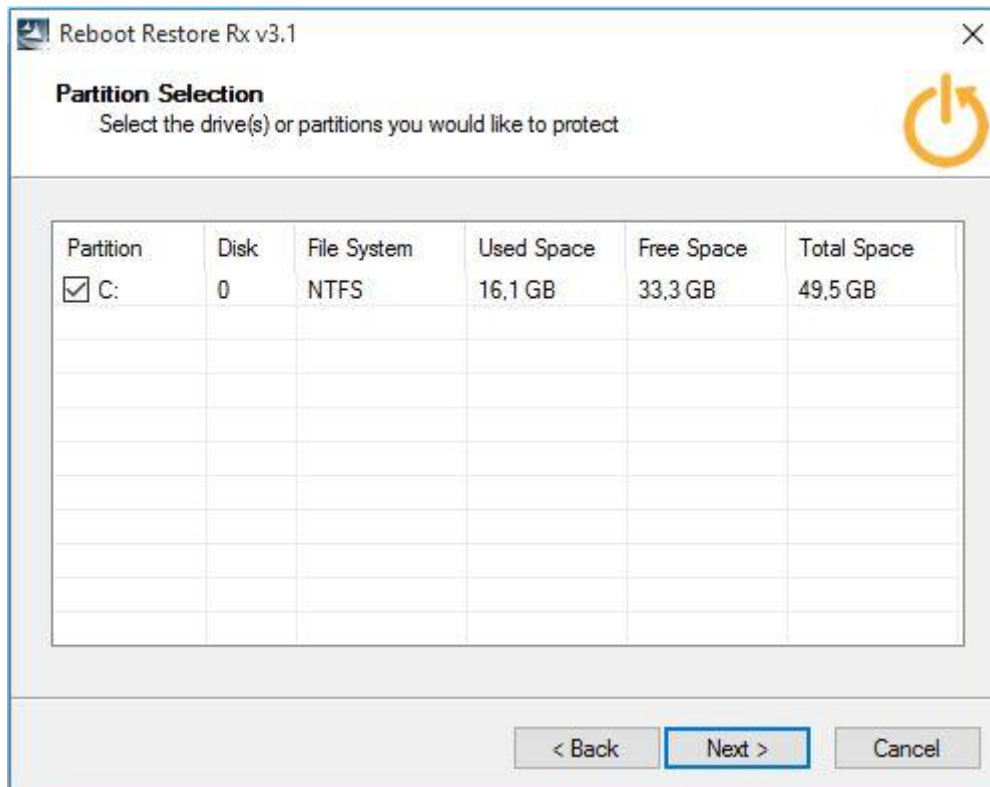 Reboot Restore Rx v3.1
Partition Selection
Select the drive(s) or partitions you would like to protect
Partition Disk File System Used Space Free Space Total Space
C: 0 NTFS 16,1 GB 33,3 GB 49,5 GB
< Back Next > Cancel